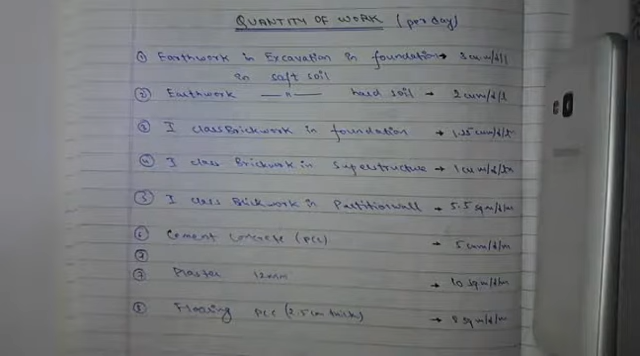 QUANTITY OF WORK (per day)
① Earthwork in Excavation in foundation → 3 cum/d/l
in soft soil
② Earthwork —"— hard soil → 2 cum/d/l
③ I class Brickwork in foundation → 1.25 cum/d/m
④ I class Brickwork in Superstructure → 1 cum/d/m
⑤ I class Brickwork in Partition wall → 5.5 sqm/d/m
⑥ Cement Concrete (PCC) → 5 cum/d/m
⑦ Plaster 12mm → 10 sqm/d/m
⑧ Flooring PCC (2.5 cm thick) → 8 sqm/d/m